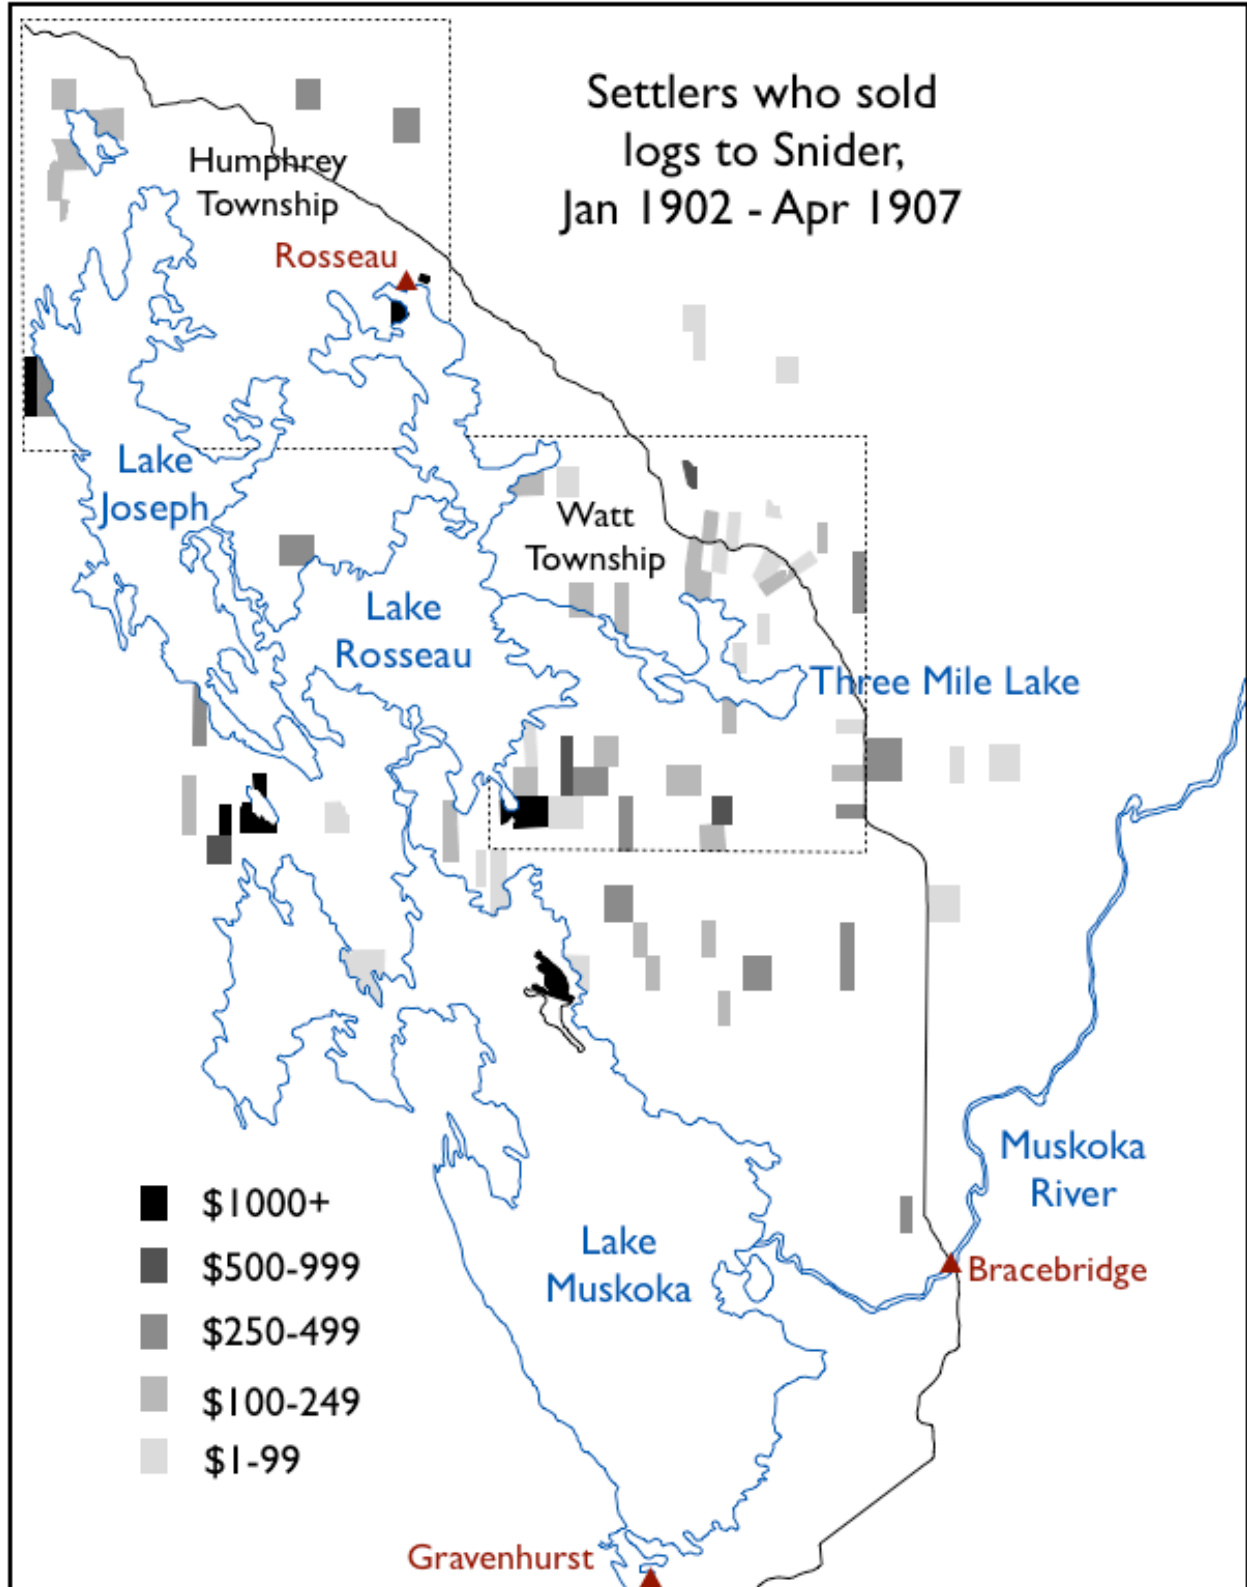 Settlers who sold
logs to Snider,
Jan 1902 - Apr 1907
Humphrey
Township
Rosseau
Lake
Joseph
Watt
Township
Lake
Rosseau
Three Mile Lake
Muskoka
River
Lake
Muskoka
Bracebridge
Gravenhurst
$1000+
$500-999
$250-499
$100-249
$1-99